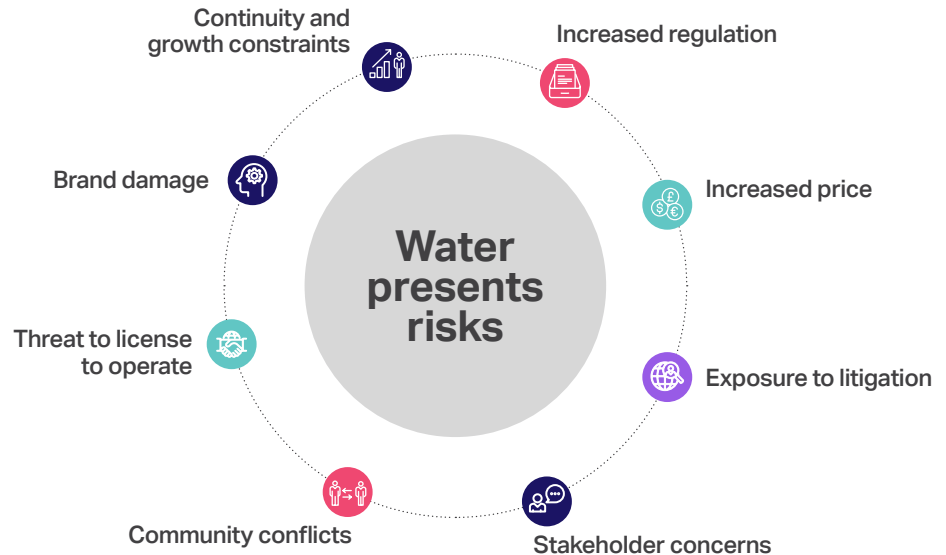 Continuity and
growth constraints
Increased regulation
Brand damage
Increased price
Water
presents
risks
Threat to license
to operate
Exposure to litigation
Community conflicts
Stakeholder concerns
£
$
€